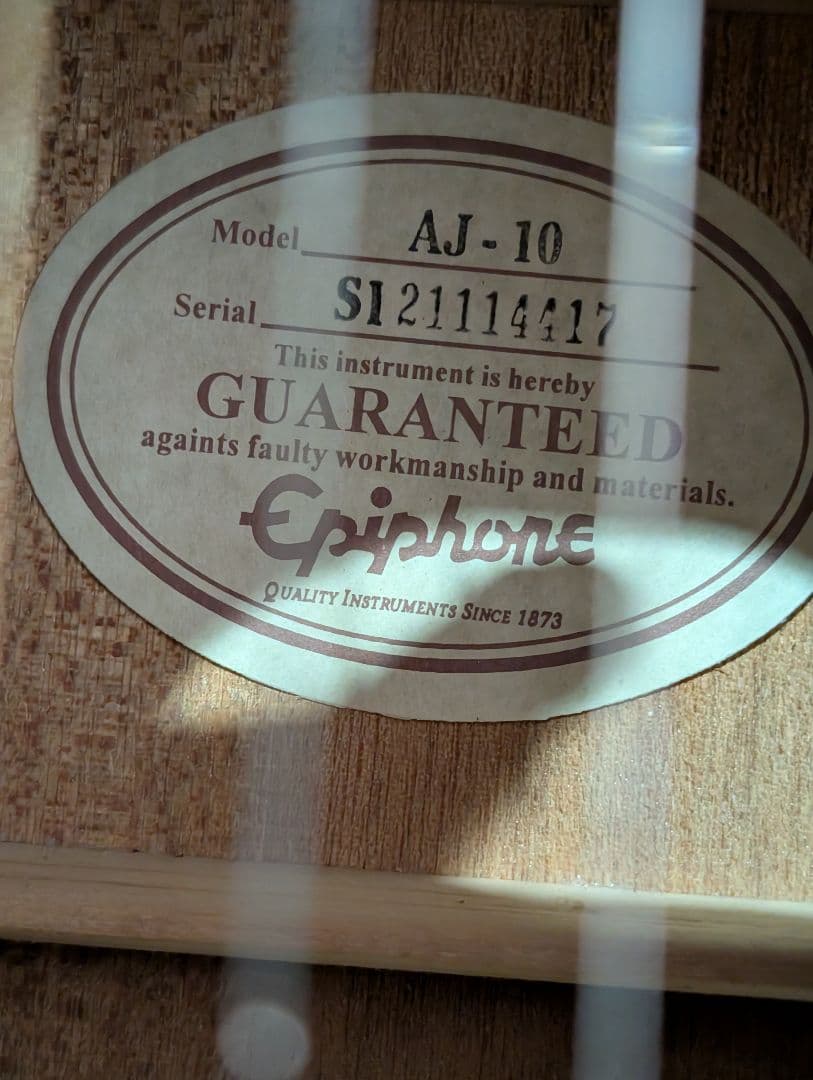 Model AJ-10
Serial SI21114417
This instrument is hereby
GUARANTEED
againts faulty workmanship and materials.
Epiphone
QUALITY INSTRUMENTS SINCE 1873